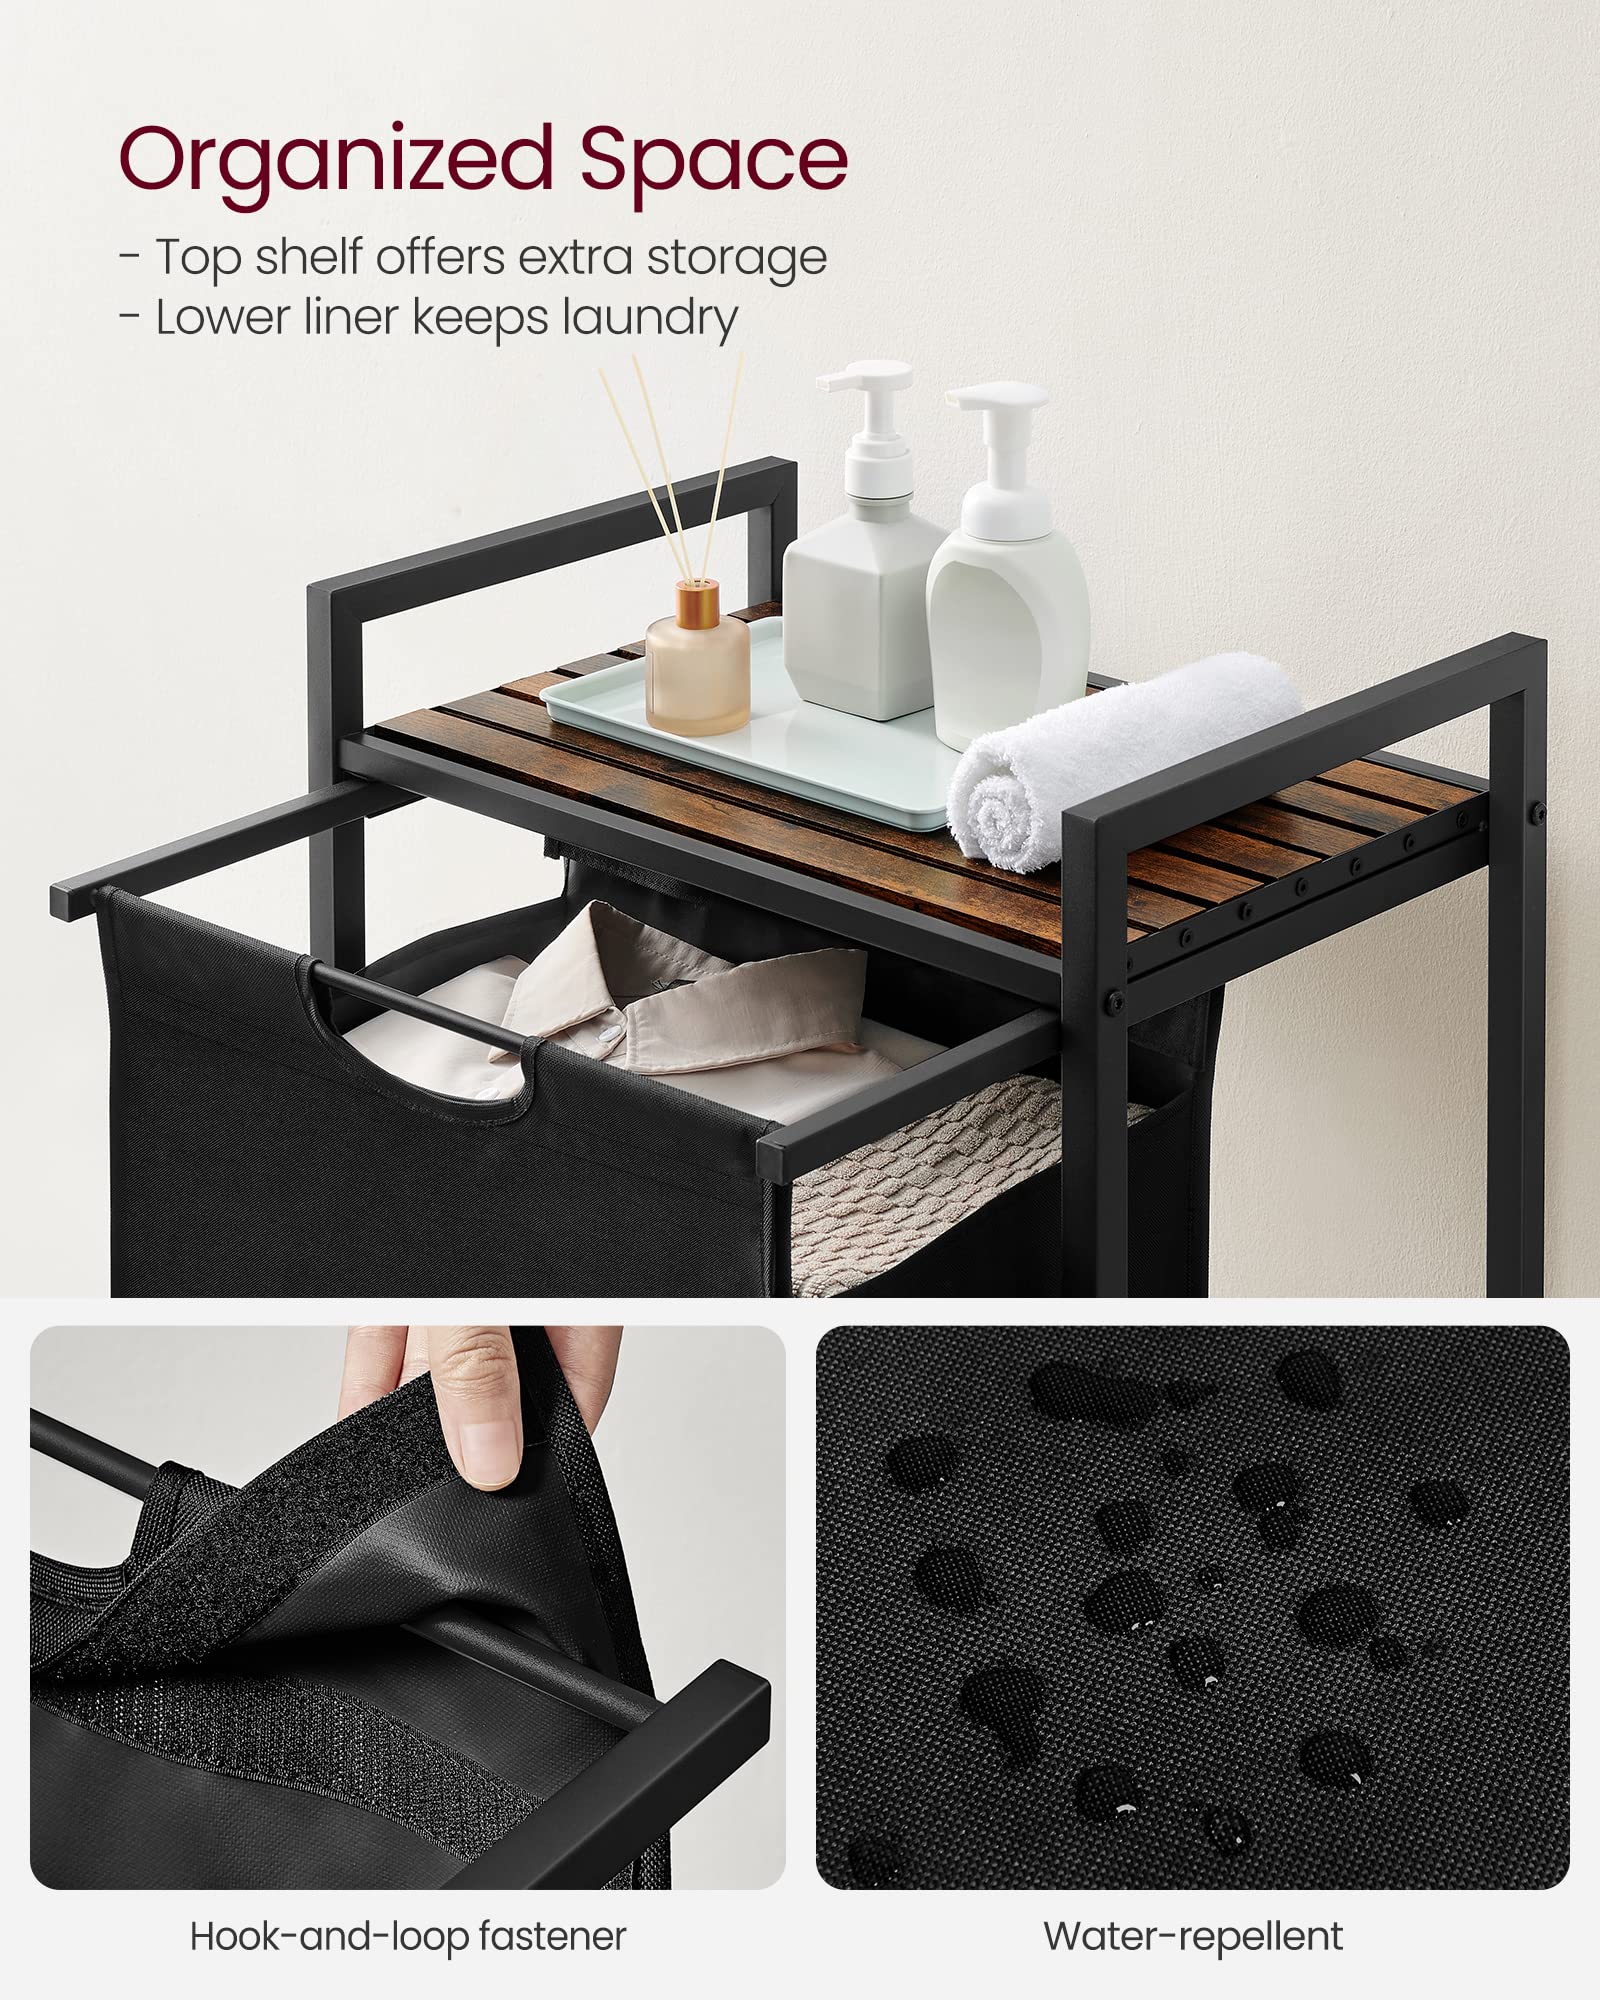 Organized Space
- Top shelf offers extra storage
- Lower liner keeps laundry
Hook-and-loop fastener
Water-repellent